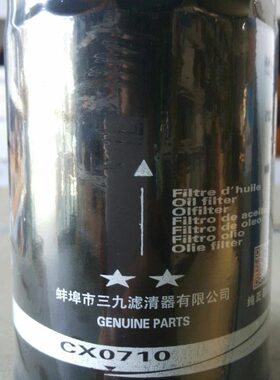 Filtre d'huile
Oil filter
Ölfilter
Filtro de aceite
Filtro de oleo
Filtro olio
Olie filter
蚌埠市三九滤清器有限公司
GENUINE PARTS
CX0710